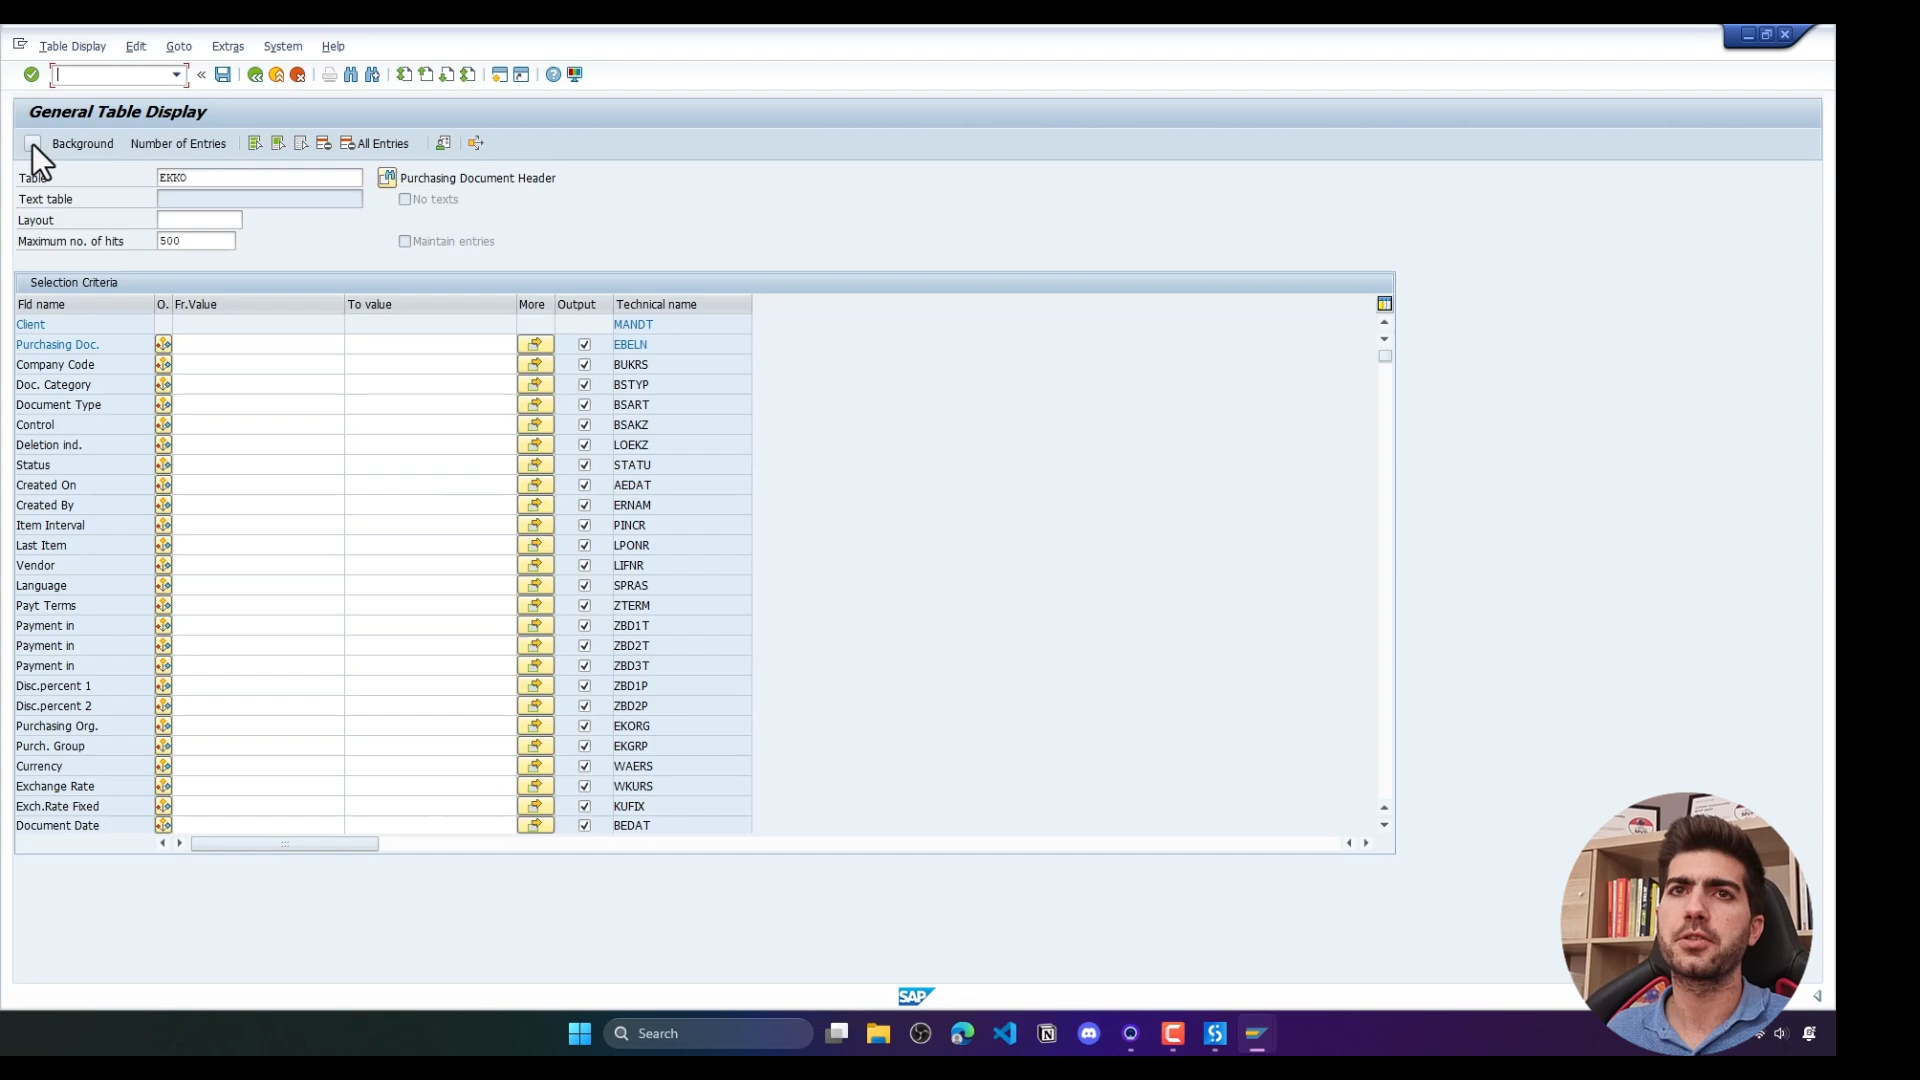 Table Display Edit Goto Extras System Help
General Table Display
Background Number of Entries All Entries
Table EKKO Purchasing Document Header
Text table No texts
Layout
Maximum no. of hits 500 Maintain entries
Selection Criteria
Fld name O. Fr.Value To value More Output Technical name
Client MANDT
Purchasing Doc. EBELN
Company Code BUKRS
Doc. Category BSTYP
Document Type BSART
Control BSAKZ
Deletion ind. LOEKZ
Status STATU
Created On AEDAT
Created By ERNAM
Item Interval PINCR
Last Item LPONR
Vendor LIFNR
Language SPRAS
Payt Terms ZTERM
Payment in ZBD1T
Payment in ZBD2T
Payment in ZBD3T
Disc.percent 1 ZBD1P
Disc.percent 2 ZBD2P
Purchasing Org. EKORG
Purch. Group EKGRP
Currency WAERS
Exchange Rate WKURS
Exch.Rate Fixed KUFIX
Document Date BEDAT
SAP
Search